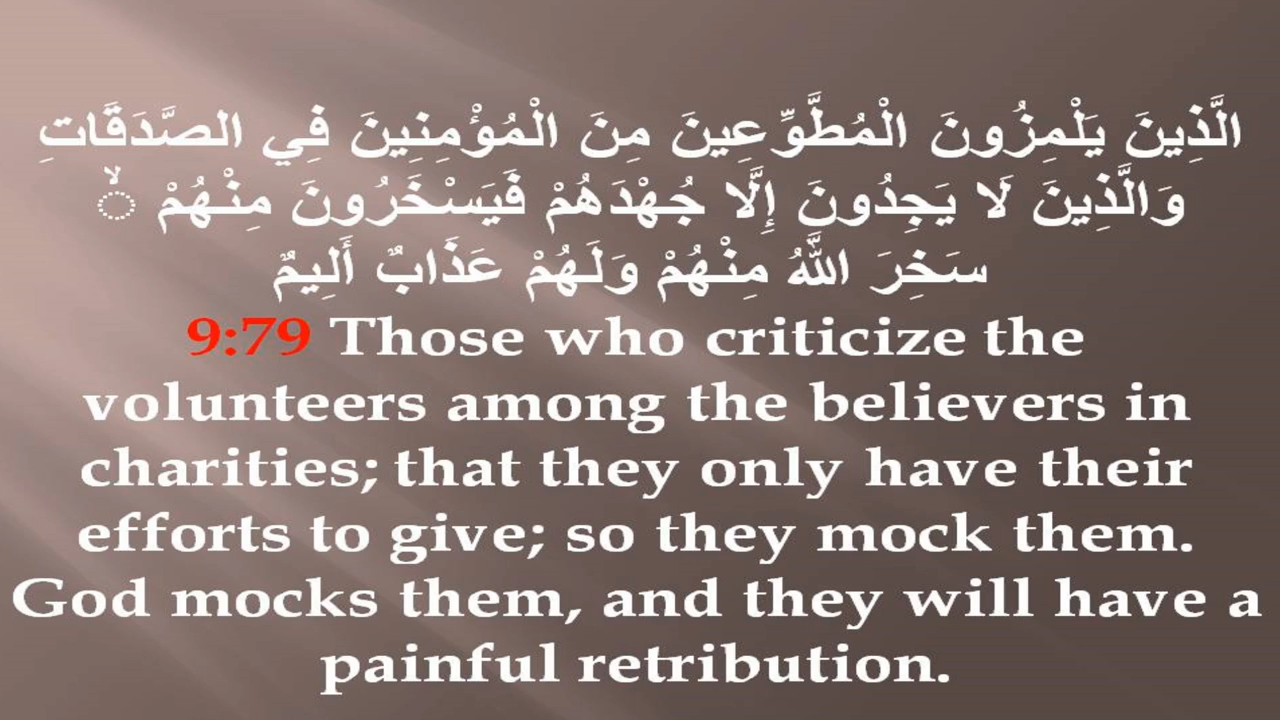 الَّذِينَ يَلْمِزُونَ الْمُطَّوِّعِينَ مِنَ الْمُؤْمِنِينَ فِي الصَّدَقَاتِ
وَالَّذِينَ لَا يَجِدُونَ إِلَّا جُهْدَهُمْ فَيَسْخَرُونَ مِنْهُمْ ۙ
سَخِرَ اللَّهُ مِنْهُمْ وَلَهُمْ عَذَابٌ أَلِيمٌ
9:79 Those who criticize the
volunteers among the believers in
charities; that they only have their
efforts to give; so they mock them.
God mocks them, and they will have a
painful retribution.